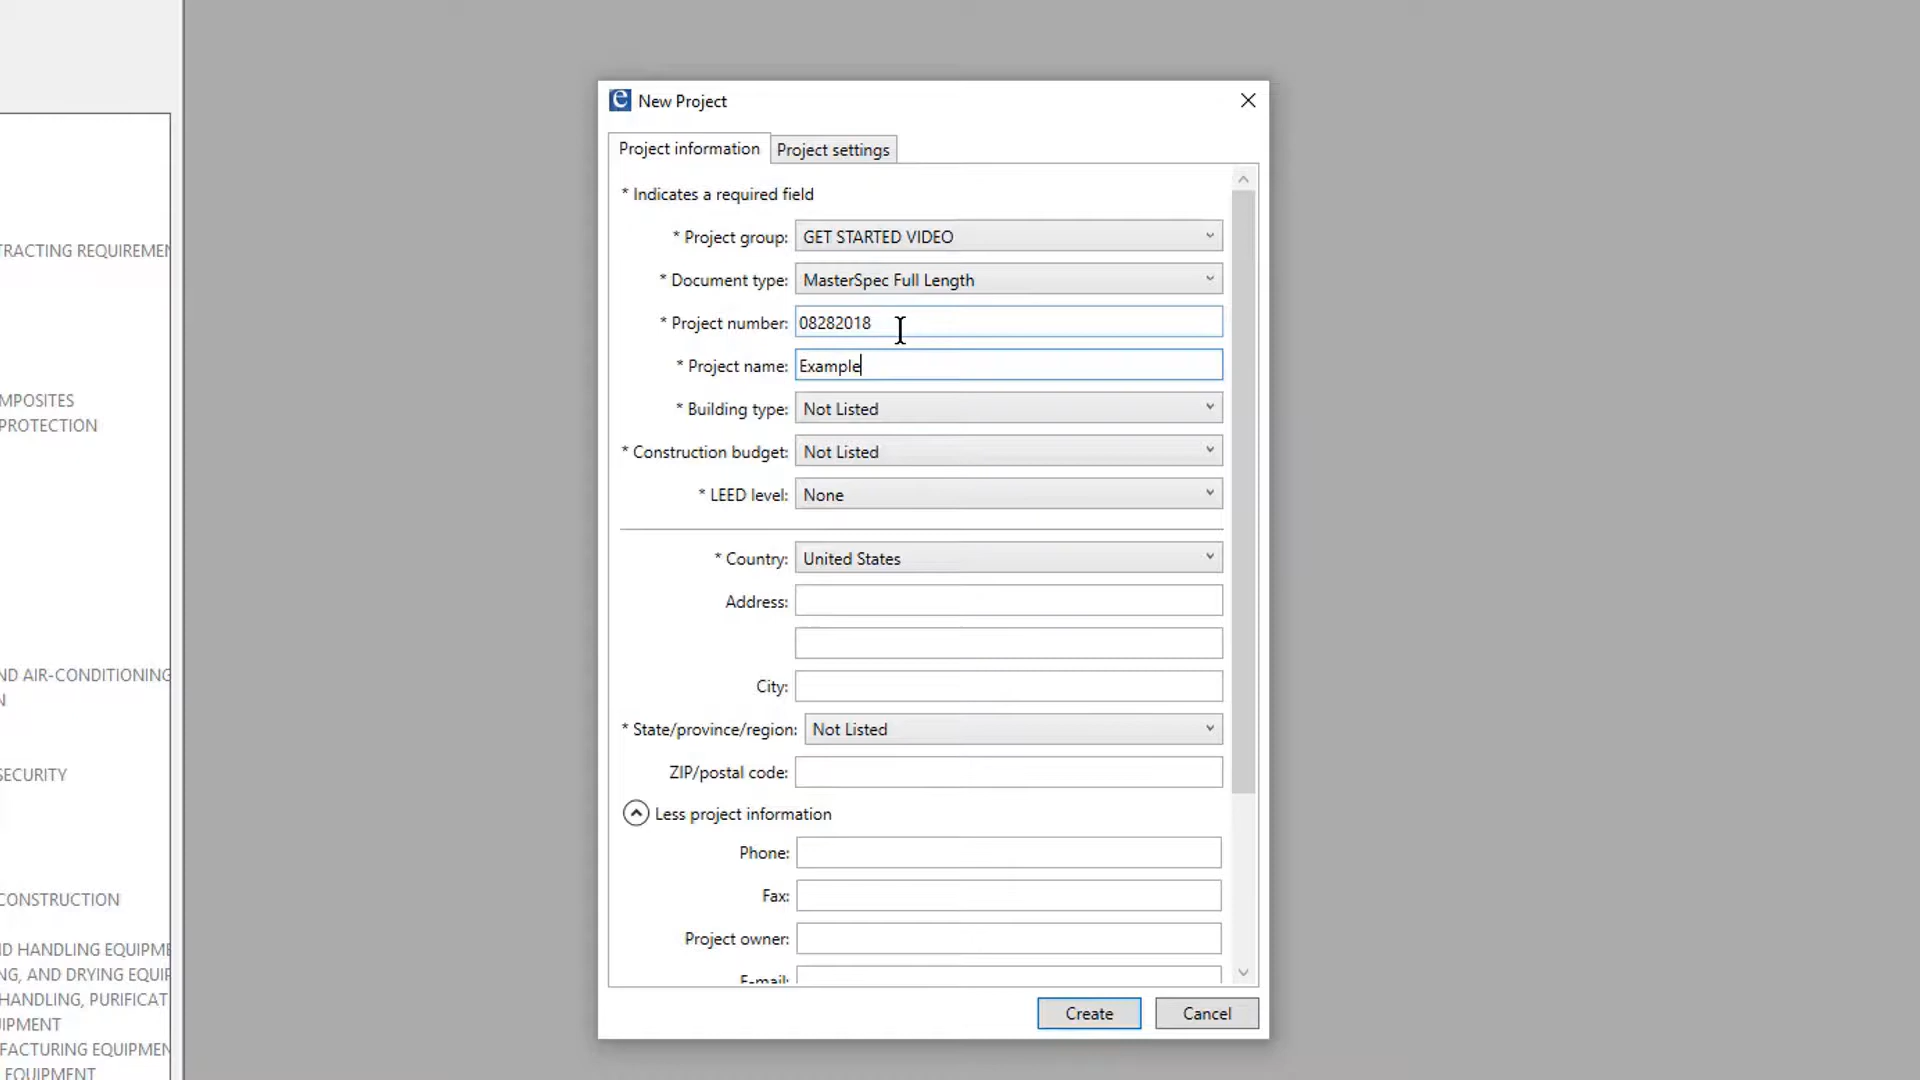 New Project
Project information
Project settings
* Indicates a required field
* Project group: GET STARTED VIDEO
* Document type: MasterSpec Full Length
* Project number: 08282018
* Project name: Example
* Building type: Not Listed
* Construction budget: Not Listed
* LEED level: None
* Country: United States
Address:
City:
* State/province/region: Not Listed
ZIP/postal code:
Less project information
Phone:
Fax:
Project owner:
E-mail:
Create
Cancel
TRACTING REQUIREMEN
MPOSITES
PROTECTION
ND AIR-CONDITIONING
N
SECURITY
CONSTRUCTION
ND HANDLING EQUIPME
NG, AND DRYING EQUIP
HANDLING, PURIFICAT
IPMENT
FACTURING EQUIPMEN
EQUIPMENT